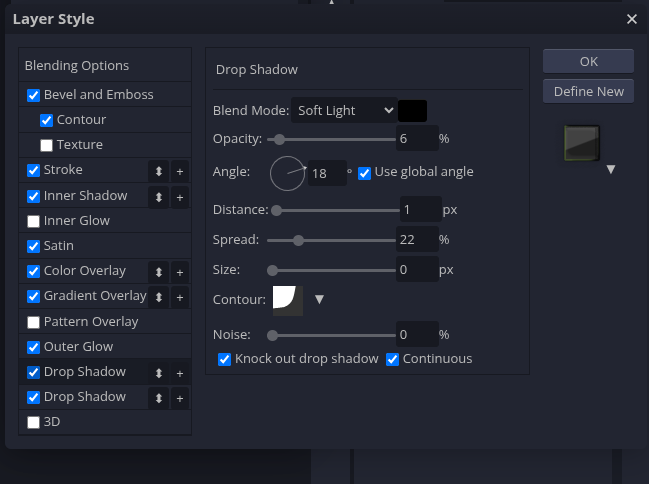 Layer Style ✕
Blending Options
Bevel and Emboss
Contour
Texture
Stroke ⬍ +
Inner Shadow ⬍ +
Inner Glow
Satin
Color Overlay ⬍ +
Gradient Overlay ⬍ +
Pattern Overlay
Outer Glow
Drop Shadow ⬍ +
Drop Shadow ⬍ +
3D
Drop Shadow
Blend Mode: Soft Light
Opacity: 6 %
Angle: 18 ° Use global angle
Distance: 1 px
Spread: 22 %
Size: 0 px
Contour: ▼
Noise: 0 %
Knock out drop shadow Continuous
OK
Define New
▼